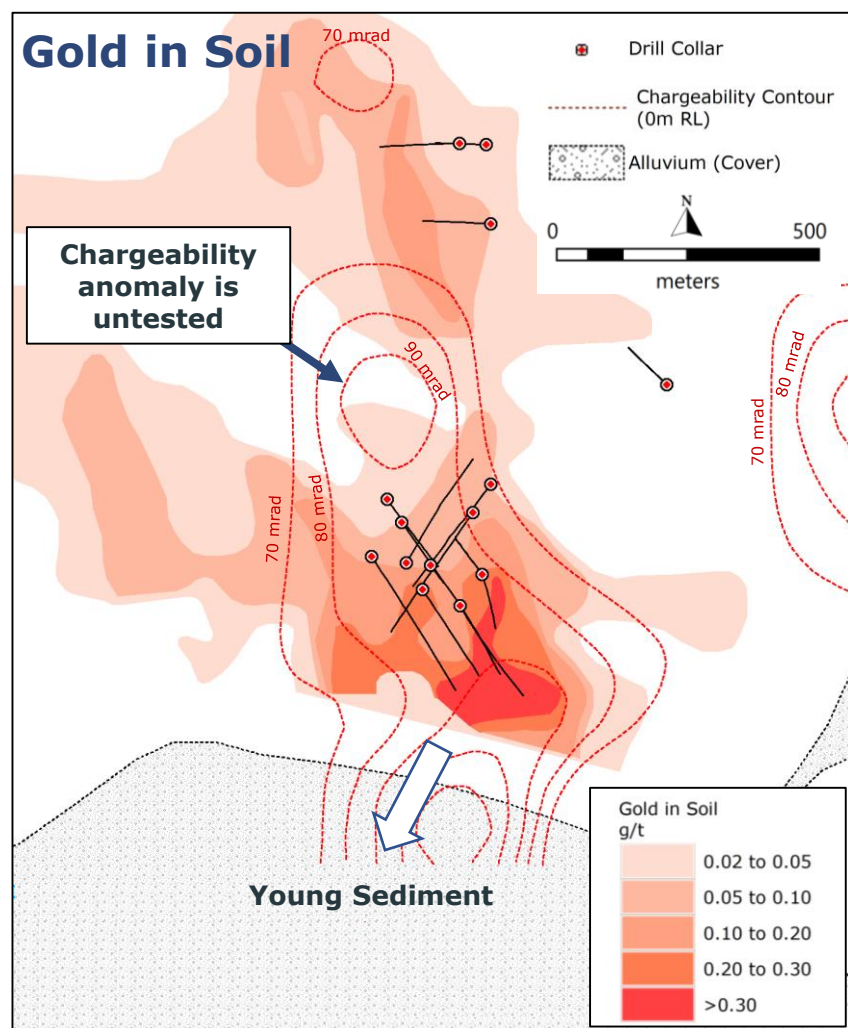 Gold in Soil
70 mrad
Drill Collar
Chargeability Contour
(0m RL)
Alluvium (Cover)
N
0
500
meters
Chargeability
anomaly is
untested
90 mrad
70 mrad
80 mrad
70 mrad
80 mrad
Young Sediment
Gold in Soil
g/t
0.02 to 0.05
0.05 to 0.10
0.10 to 0.20
0.20 to 0.30
>0.30